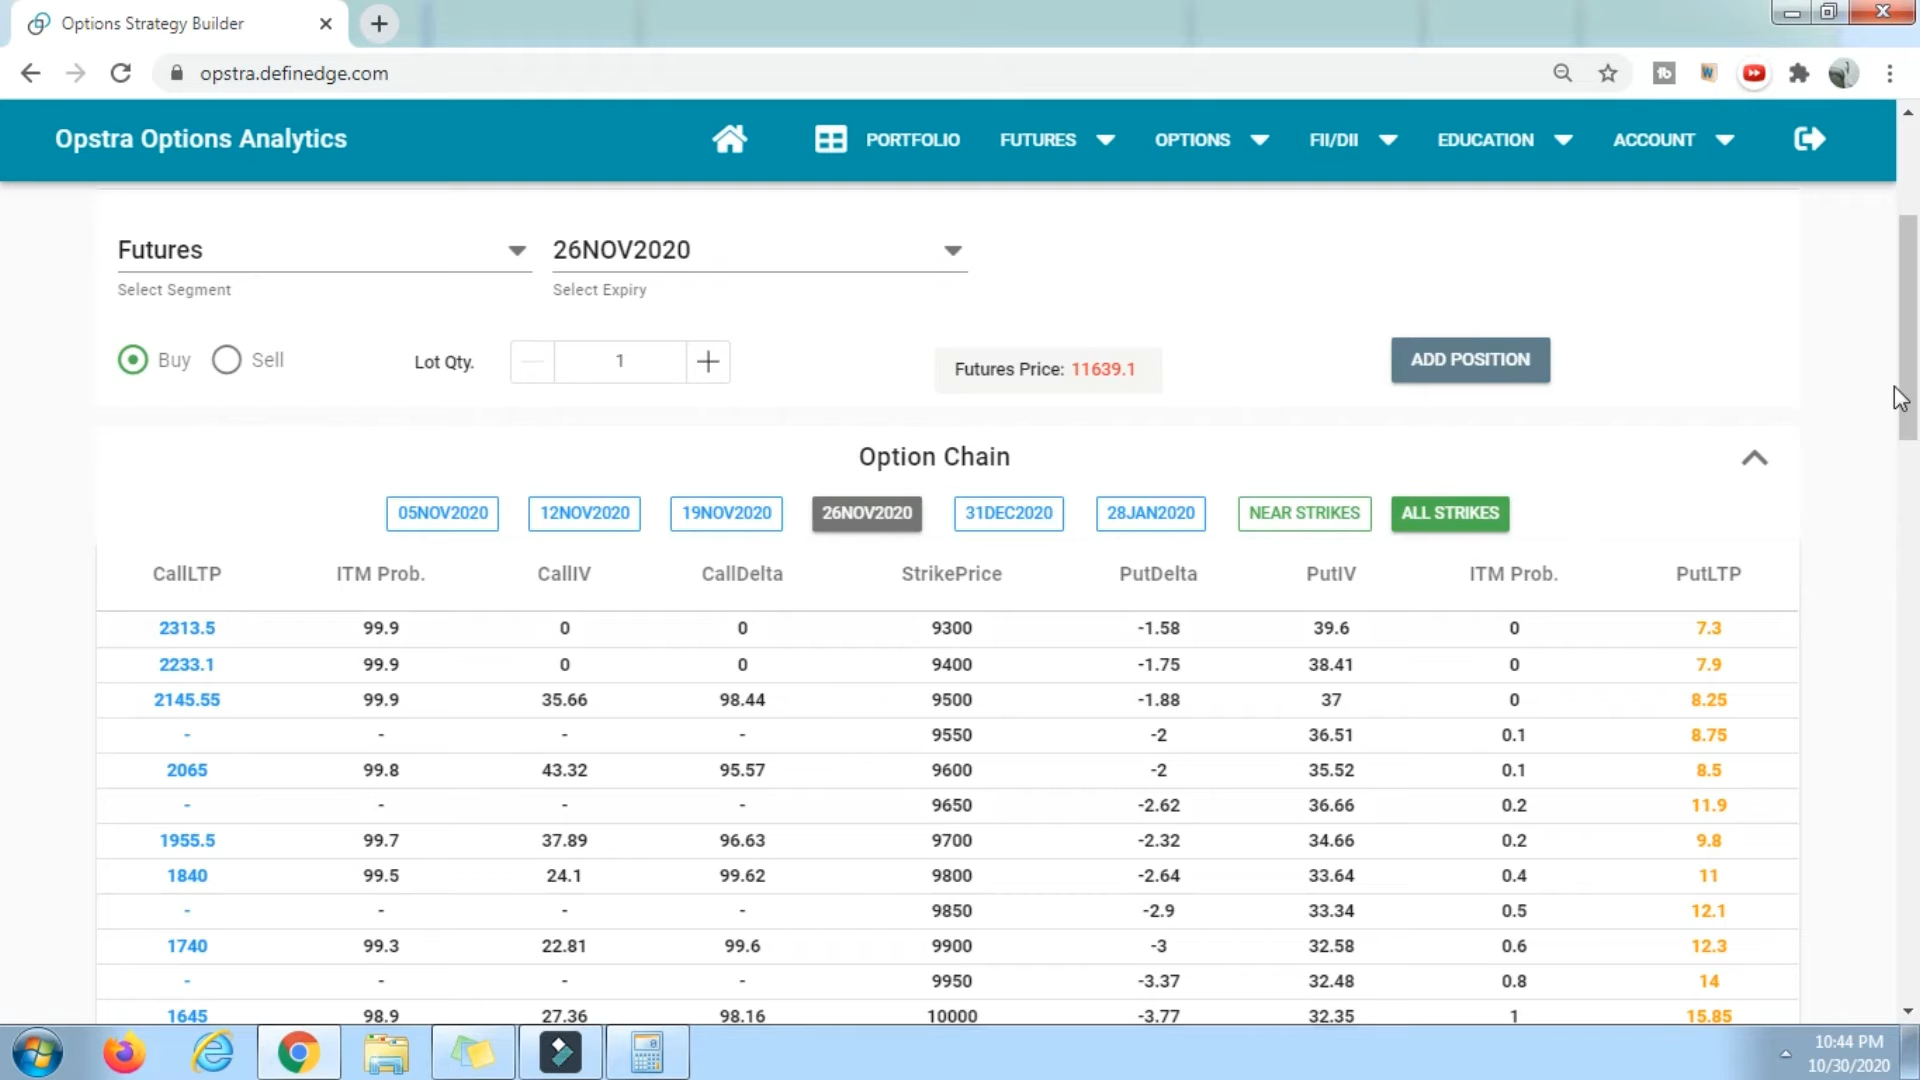 Options Strategy Builder
opstra.definedge.com
Opstra Options Analytics PORTFOLIO FUTURES OPTIONS FII/DII EDUCATION ACCOUNT
Futures 26NOV2020
Select Segment Select Expiry
Buy Sell Lot Qty. 1 Futures Price: 11639.1 ADD POSITION
Option Chain
05NOV2020 12NOV2020 19NOV2020 26NOV2020 31DEC2020 28JAN2020 NEAR STRIKES ALL STRIKES
CallLTP ITM Prob. CallIV CallDelta StrikePrice PutDelta PutIV ITM Prob. PutLTP
2313.5 99.9 0 0 9300 -1.58 39.6 0 7.3
2233.1 99.9 0 0 9400 -1.75 38.41 0 7.9
2145.55 99.9 35.66 98.44 9500 -1.88 37 0 8.25
- - - - 9550 -2 36.51 0.1 8.75
2065 99.8 43.32 95.57 9600 -2 35.52 0.1 8.5
- - - - 9650 -2.62 36.66 0.2 11.9
1955.5 99.7 37.89 96.63 9700 -2.32 34.66 0.2 9.8
1840 99.5 24.1 99.62 9800 -2.64 33.64 0.4 11
- - - - 9850 -2.9 33.34 0.5 12.1
1740 99.3 22.81 99.6 9900 -3 32.58 0.6 12.3
- - - - 9950 -3.37 32.48 0.8 14
1645 98.9 27.36 98.16 10000 -3.77 32.35 1 15.85
10:44 PM
10/30/2020